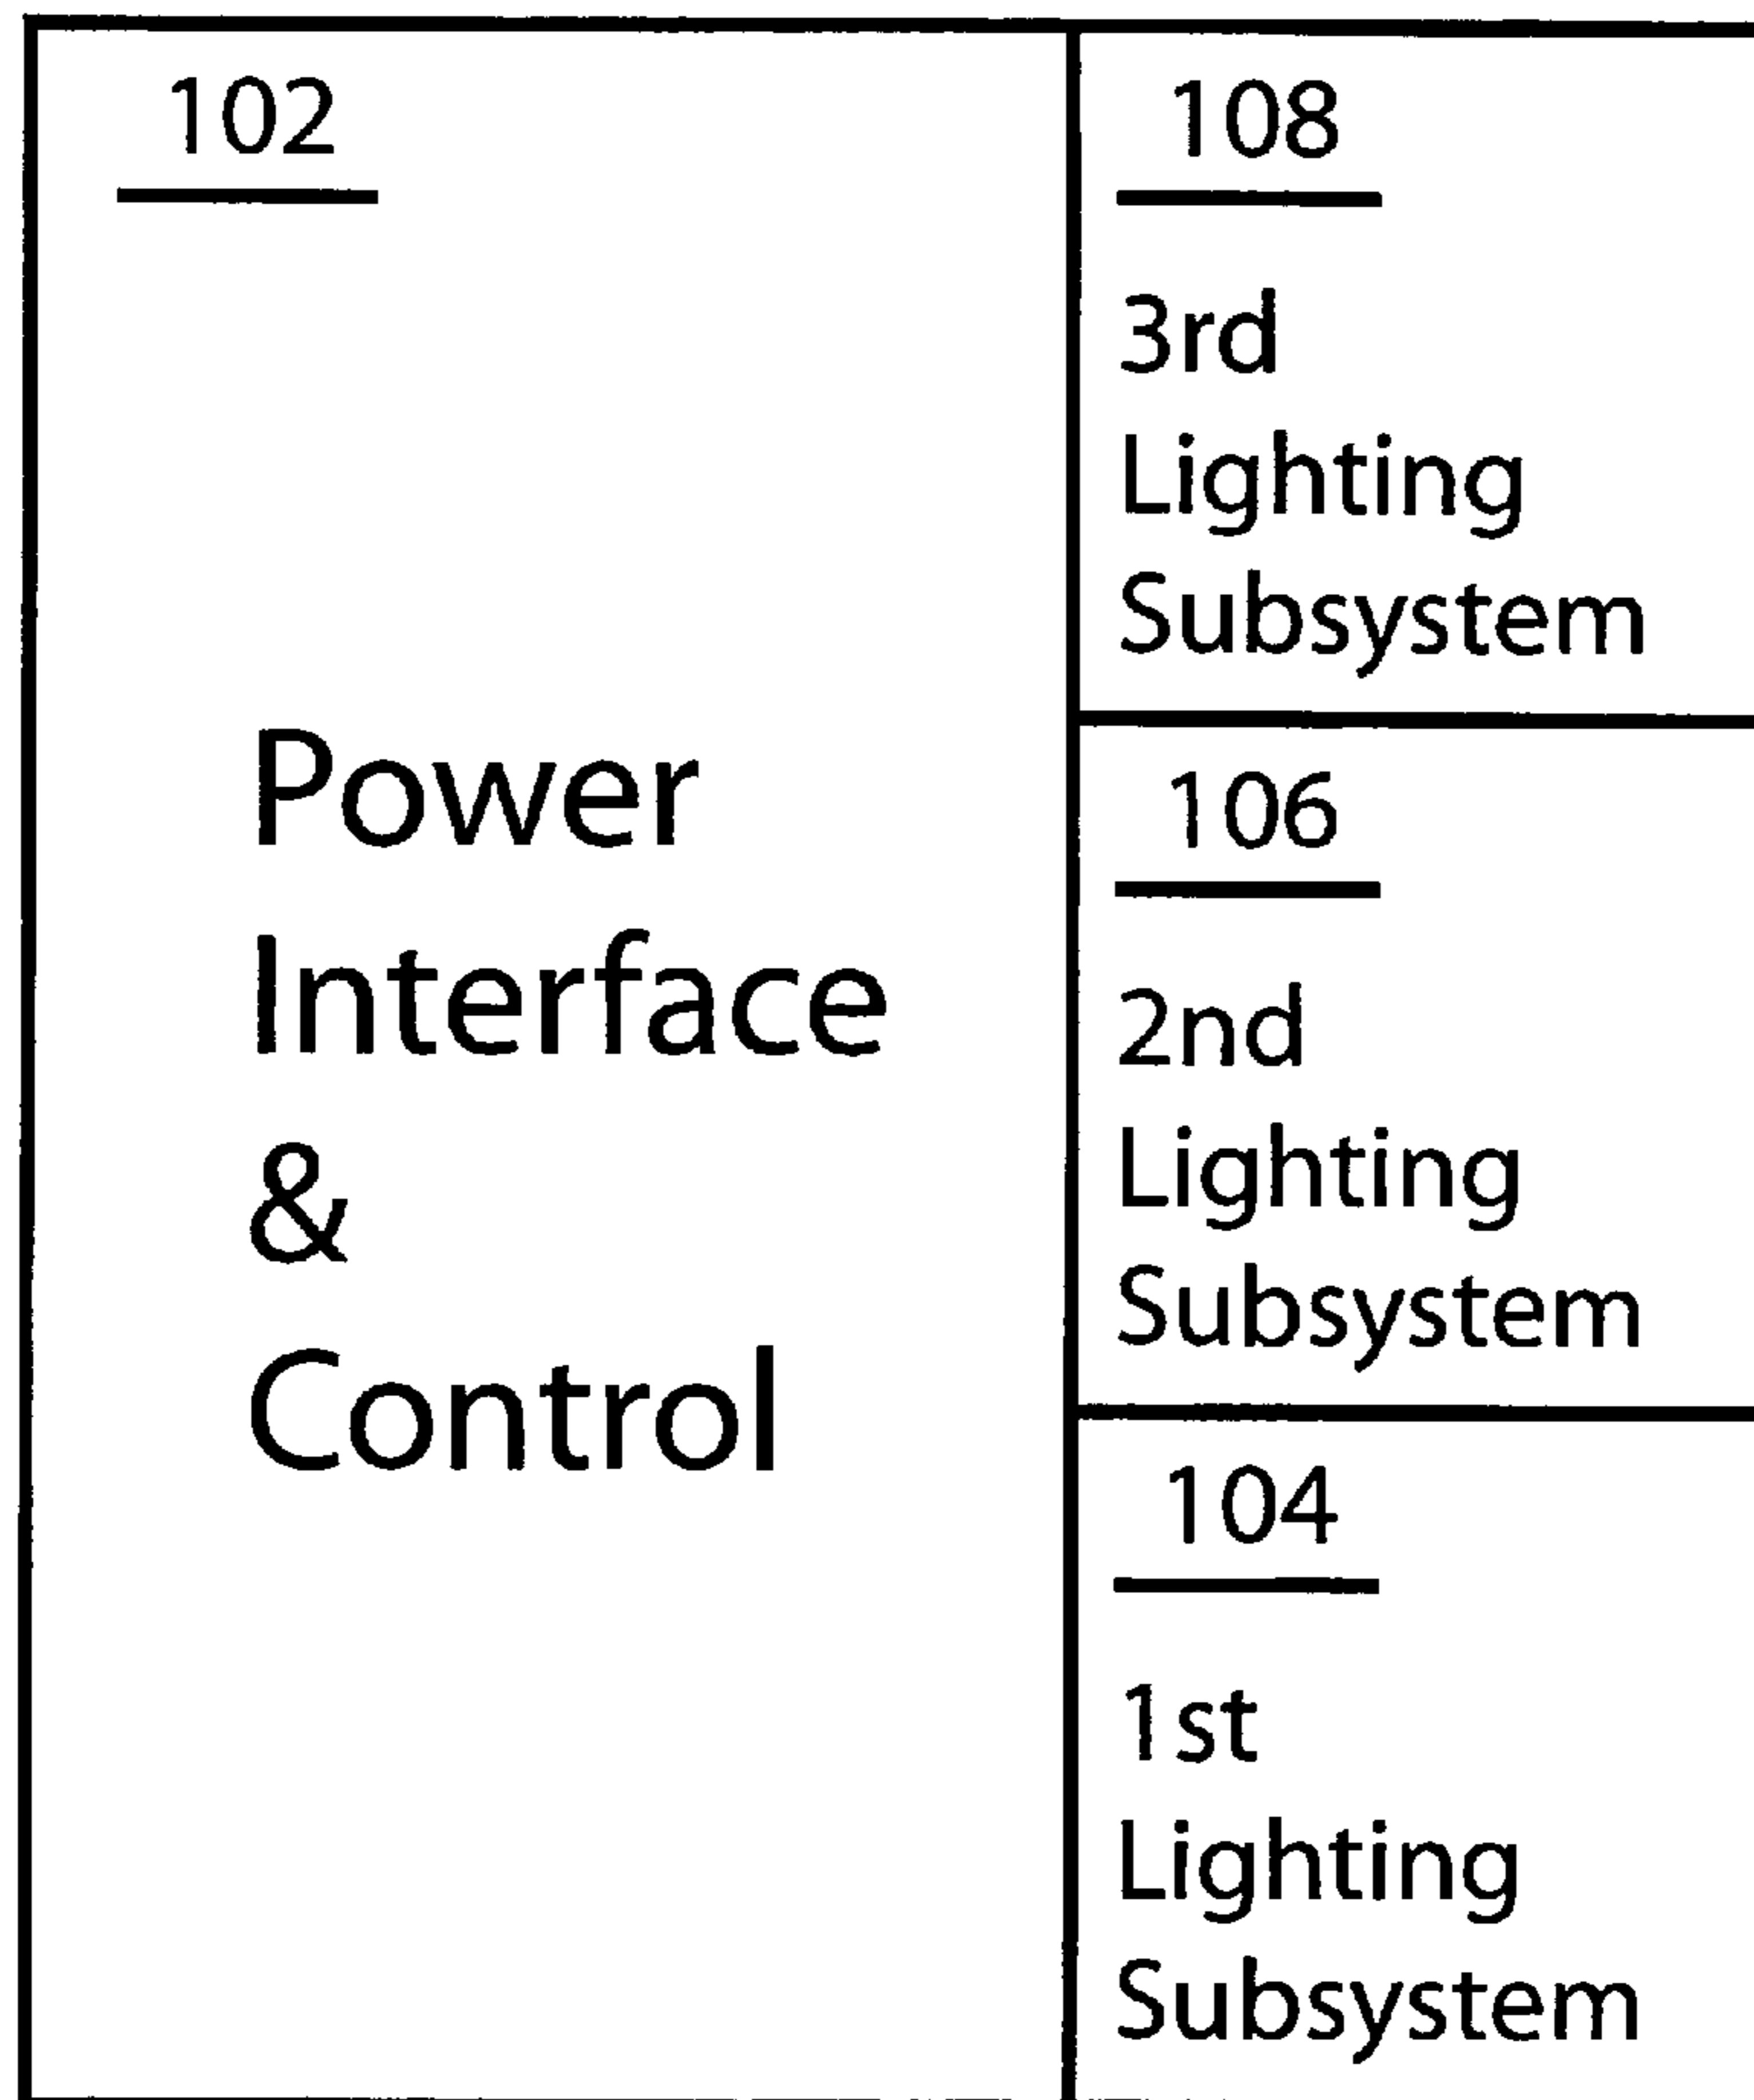 102
Power
Interface
&
Control
108
3rd
Lighting
Subsystem
106
2nd
Lighting
Subsystem
104
1st
Lighting
Subsystem